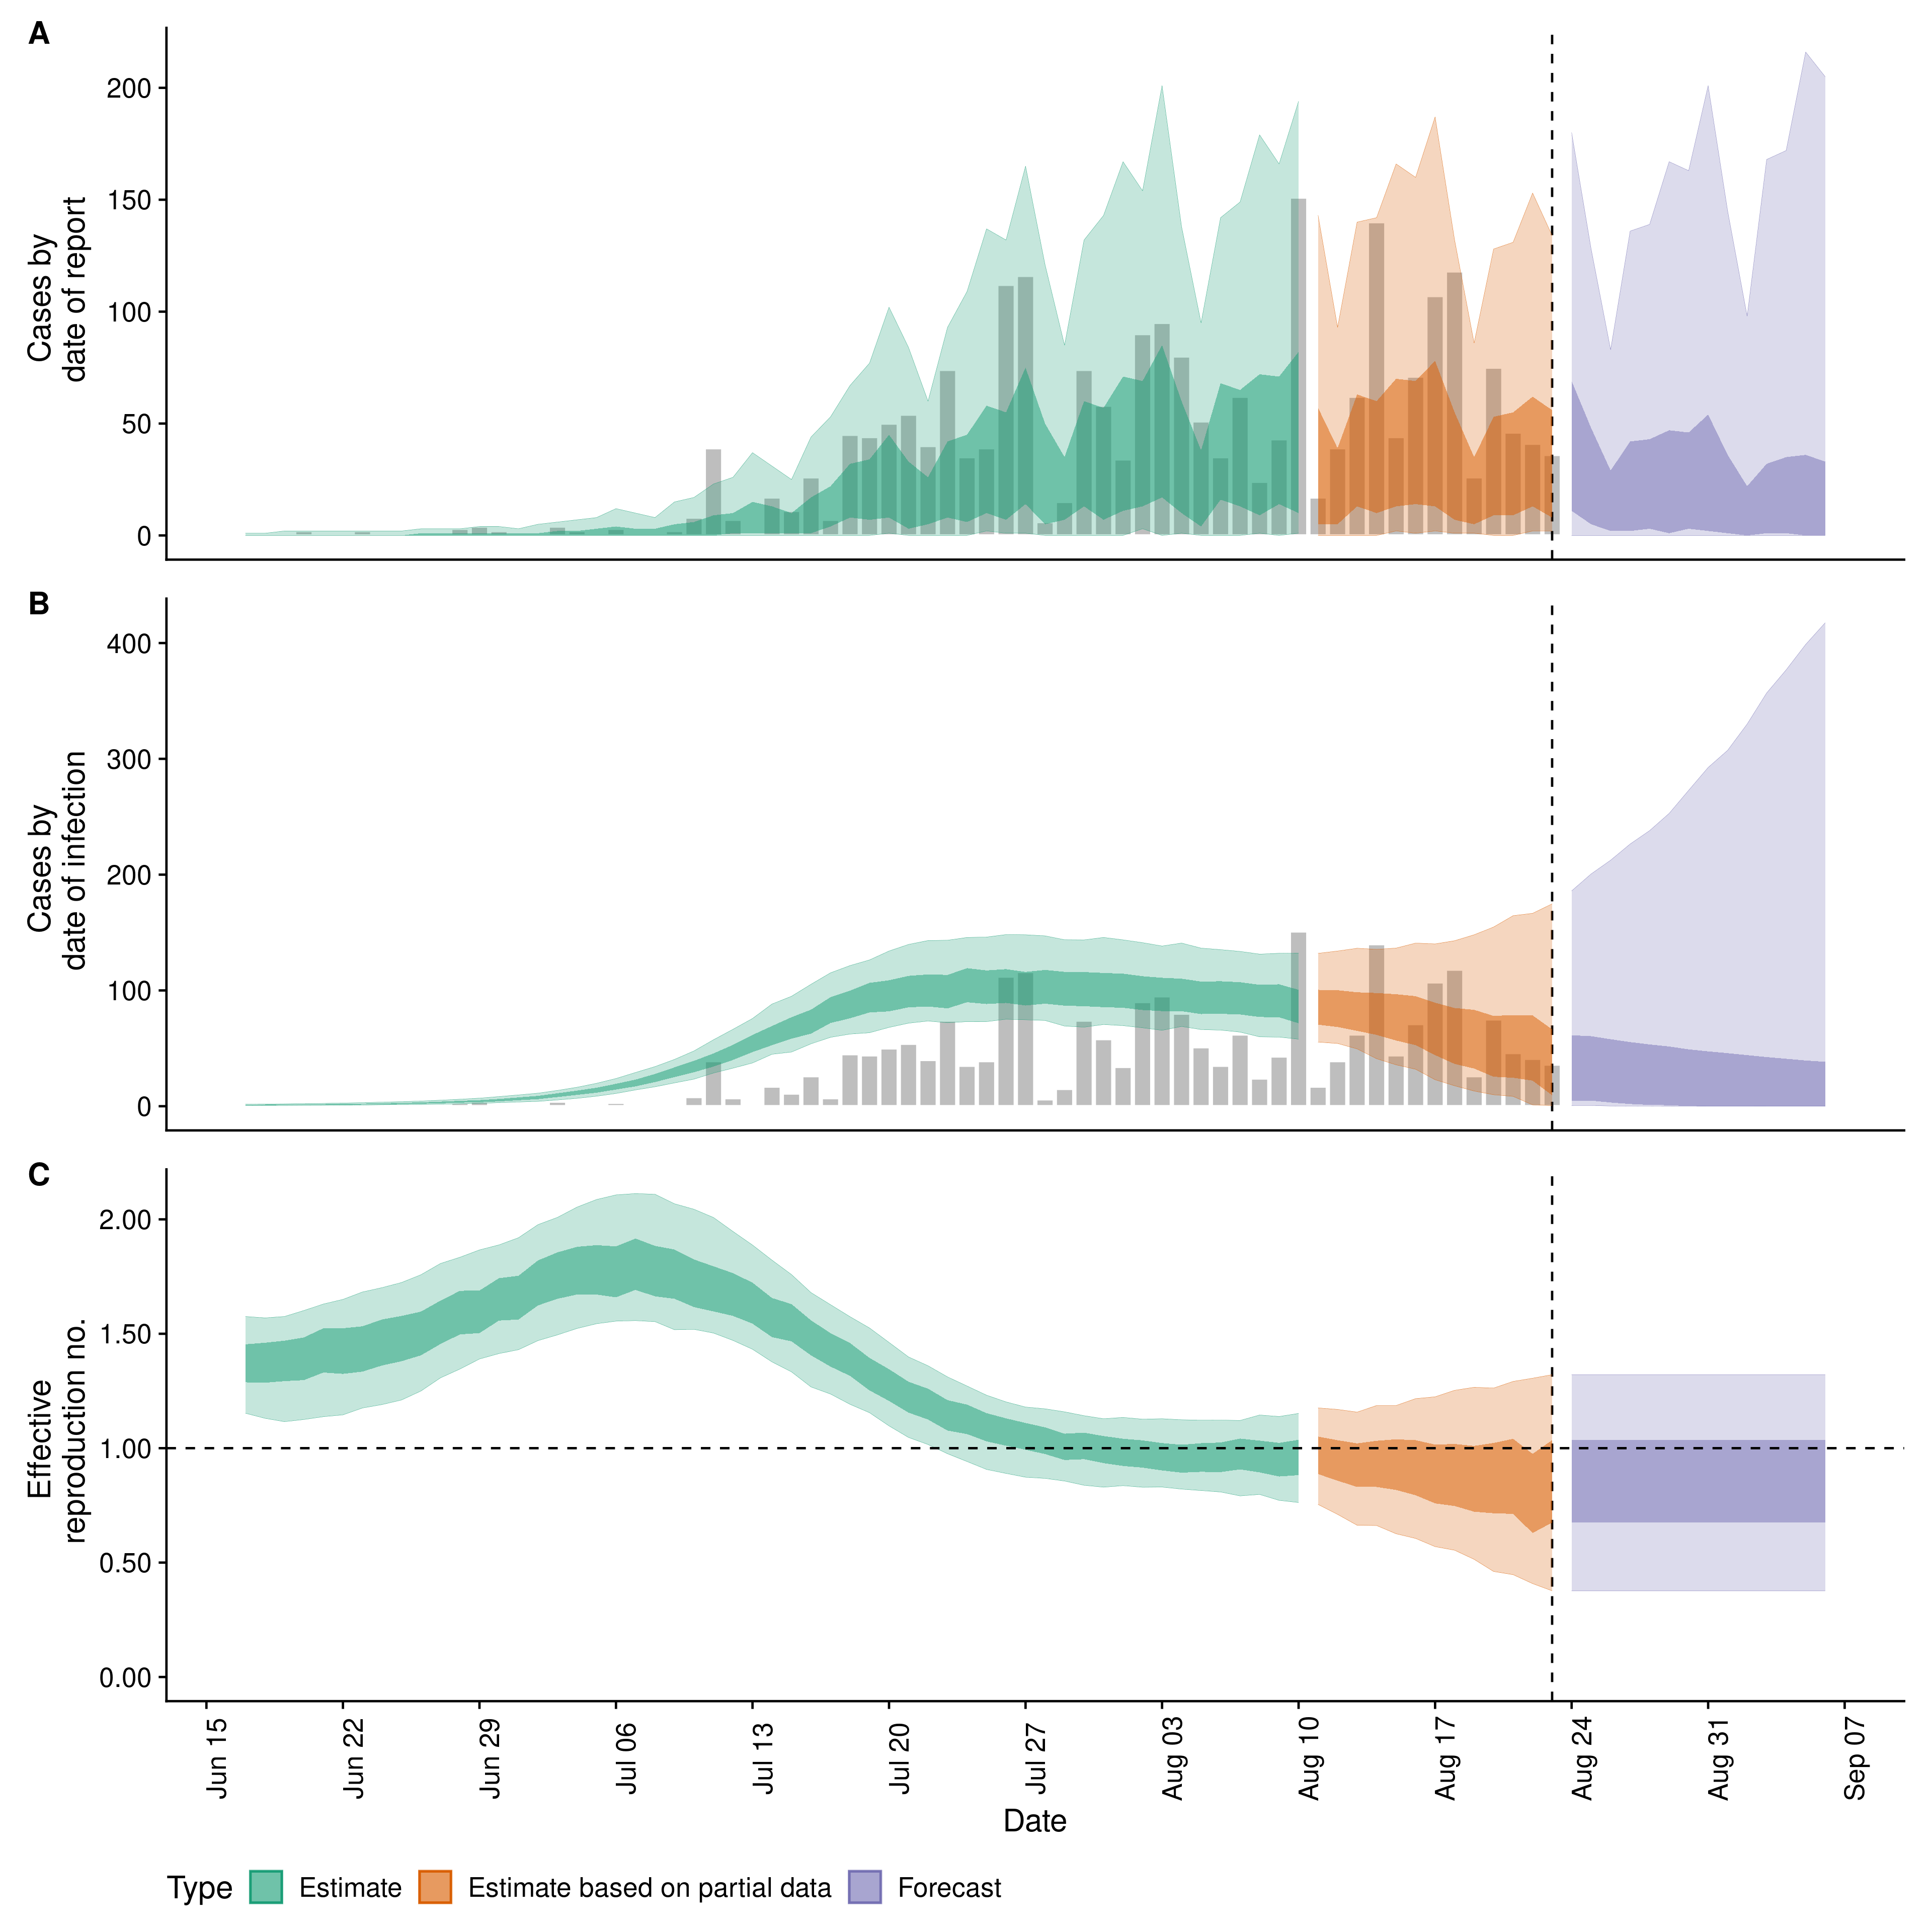 A
Cases by
date of report
200
150
100
50
0
B
Cases by
date of infection
400
300
200
100
0
C
Effective
reproduction no.
2.00
1.50
1.00
0.50
0.00
Jun 15
Jun 22
Jun 29
Jul 06
Jul 13
Jul 20
Jul 27
Aug 03
Aug 10
Aug 17
Aug 24
Aug 31
Sep 07
Date
Type Estimate Estimate based on partial data Forecast